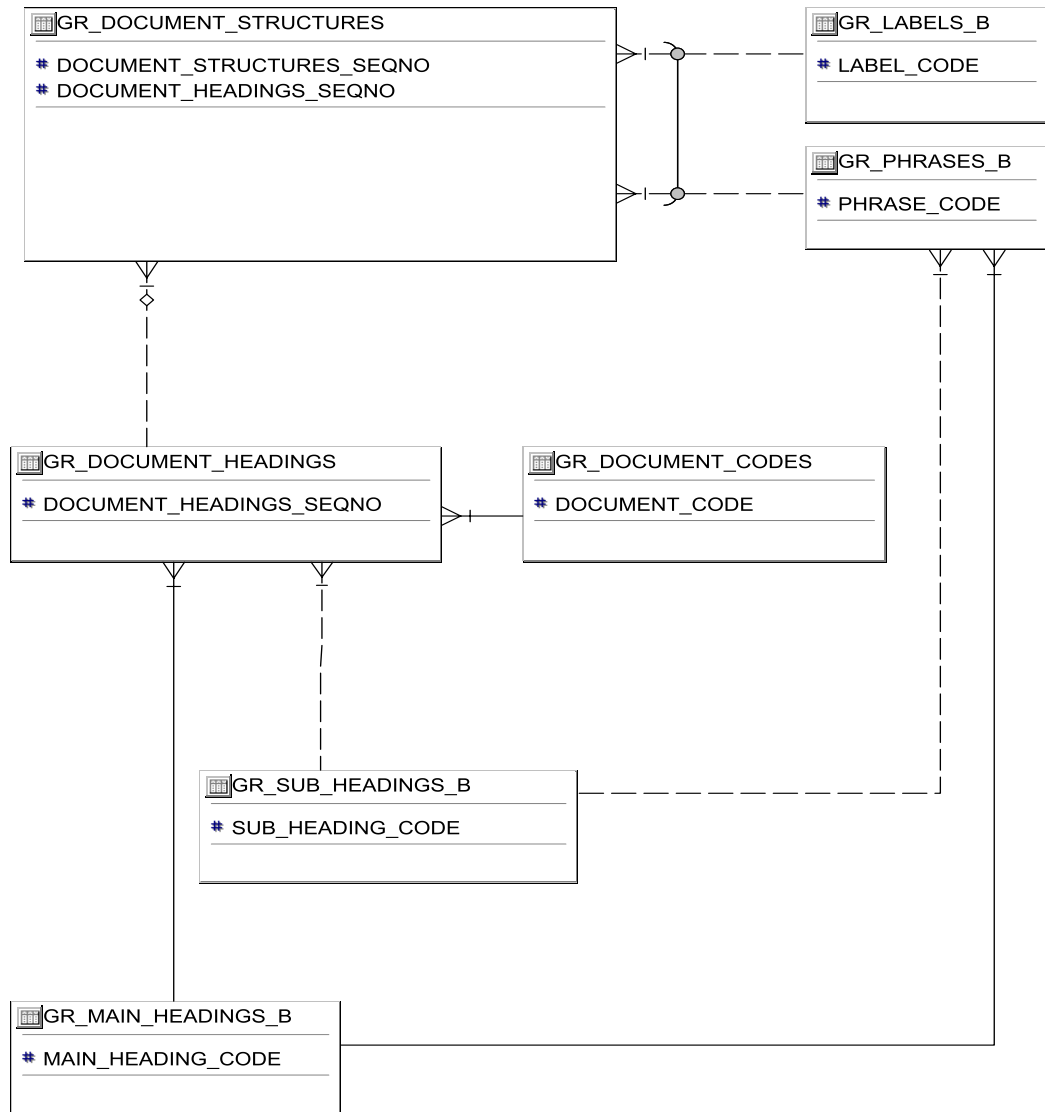 GR_DOCUMENT_STRUCTURES
# DOCUMENT_STRUCTURES_SEQNO
# DOCUMENT_HEADINGS_SEQNO
GR_LABELS_B
# LABEL_CODE
GR_PHRASES_B
# PHRASE_CODE
GR_DOCUMENT_HEADINGS
# DOCUMENT_HEADINGS_SEQNO
GR_DOCUMENT_CODES
# DOCUMENT_CODE
GR_SUB_HEADINGS_B
# SUB_HEADING_CODE
GR_MAIN_HEADINGS_B
# MAIN_HEADING_CODE